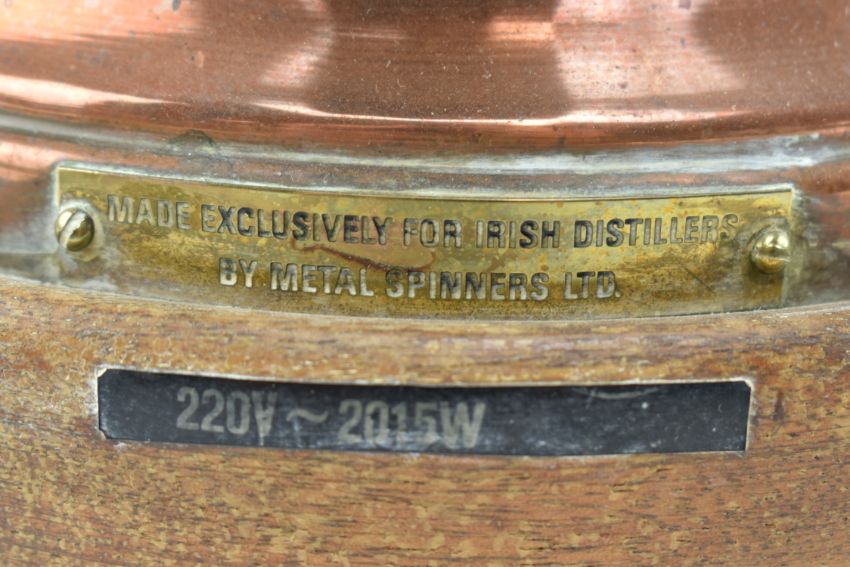 MADE EXCLUSIVELY FOR IRISH DISTILLERS
BY METAL SPINNERS LTD.
220V~2015W